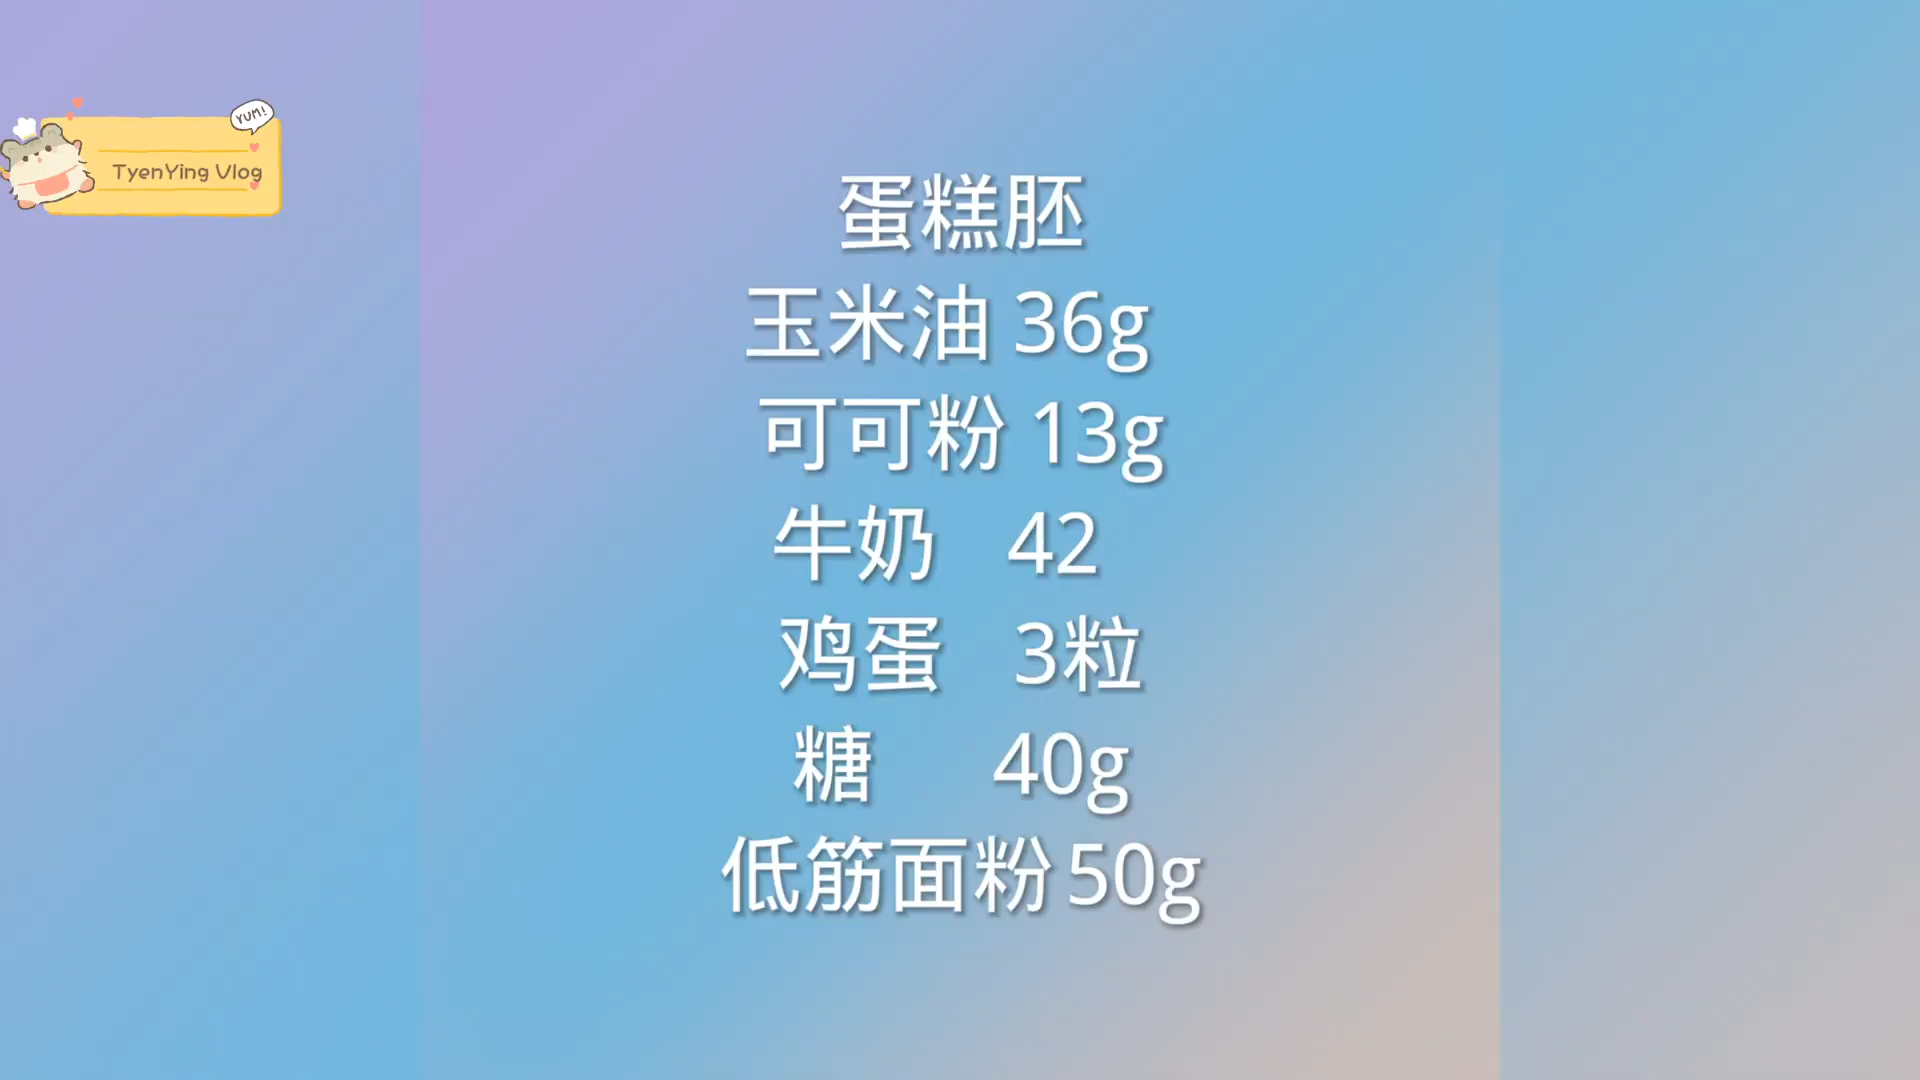 YUM!
TyenYing Vlog
蛋糕胚
玉米油 36g
可可粉 13g
牛奶 42
鸡蛋 3粒
糖 40g
低筋面粉 50g